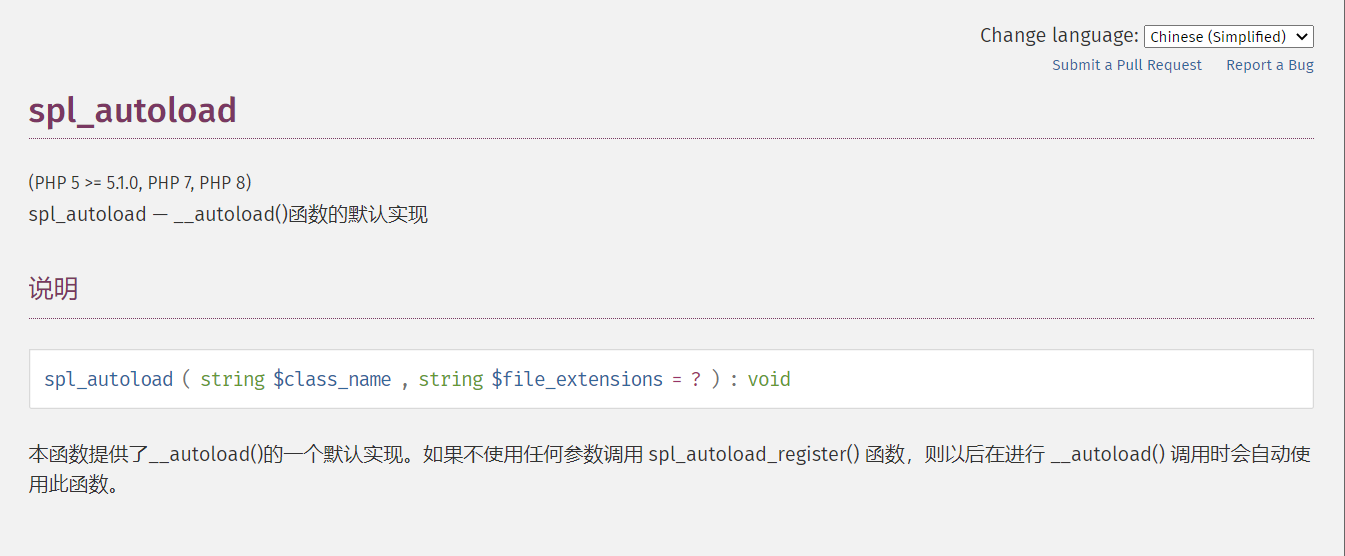 Change language: Chinese (Simplified)
Submit a Pull Request Report a Bug
spl_autoload
(PHP 5 >= 5.1.0, PHP 7, PHP 8)
spl_autoload — __autoload()函数的默认实现
说明
spl_autoload ( string $class_name , string $file_extensions = ? ) : void
本函数提供了__autoload()的一个默认实现。如果不使用任何参数调用 spl_autoload_register() 函数，则以后在进行 __autoload() 调用时会自动使
用此函数。